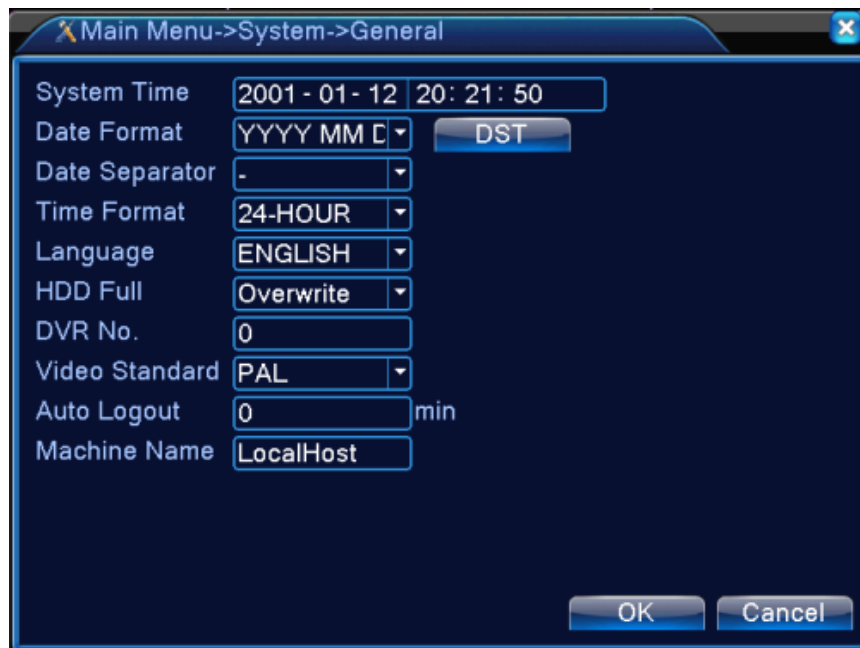 Main Menu->System->General
System Time 2001 - 01 - 12 20: 21: 50
Date Format YYYY MM D DST
Date Separator -
Time Format 24-HOUR
Language ENGLISH
HDD Full Overwrite
DVR No. 0
Video Standard PAL
Auto Logout 0 min
Machine Name LocalHost
OK Cancel